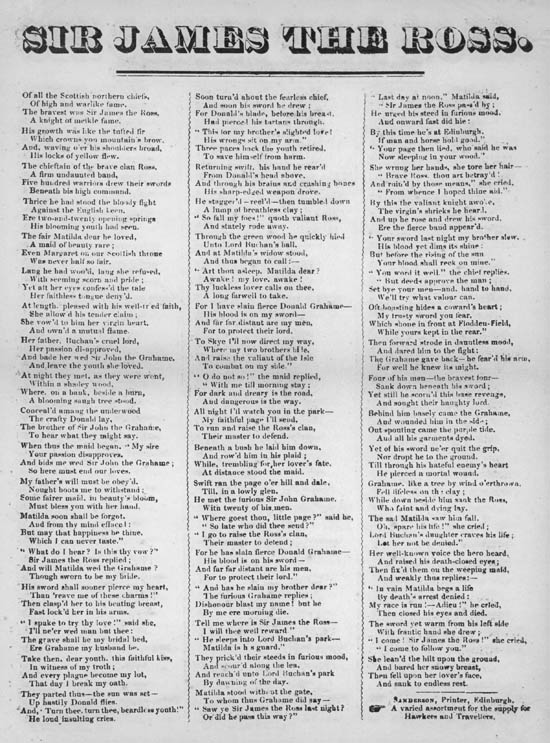 SIR JAMES THE ROSS.
Of all the Scottish northern chiefs,
Of high and warlike fame.
The bravest was Sir James the Ross,
A knight of meikle fame.
His growth was like the tufted fir
Which crowns you mountain's brow.
And, waving o'er his shoulders broad,
His locks of yellow flew.
The chieftain of the brave clan Ross,
A firm undaunted band,
Five hundred warriors drew their swords
Beneath his high command.
Thrice he had stood the bloody fight
Against the English keen.
Ere two-and-twenty opening springs
His blooming youth had seen.
The fair Matilda dear he loved,
A maid of beauty rare;
Even Margaret on our Scottish throne
Was never half so fair.
Lang he had woo'd, lang she refused,
With seeming scorn and pride;
Yet aft her eyes confess'd the tale
Her faithless tongue deny'd.
At length, pleased with his well-tried faith,
She allow'd his tender claim;
She vow'd to him her virgin heart,
And own'd a mutual flame.
Her father, Buchan's cruel lord,
Her passion disapproved,
And bade her wed Sir John the Grahame,
And leave the youth she loved.
At night they met, as they were went,
Within a shadey wood,
Where, on a bank, beside a burn,
A blooming saugh tree stood.
Conceal'd among the underwood
The crafty Donald lay,
The brother of Sir John the Grahame,
To hear what they might say.
When thus the maid began, " My sire
Your passion disapproves,
And bids me wed Sir John the Grahame;
So here must end our loves.
My father's will must be obey'd,
Nought boots me to withstand;
Some fairer maid, in beauty's bloom,
Must bless you with her hand.
Matilda soon shall be forgot,
And from thy mind effaced:
But may that happiness be thine,
Which I can never taste."
" What do I hear? Is this thy vow?"
Sir James the Ross replied;
And will Matilda wed the Grahame?
Though sworn to be my bride.
His sword shall sooner pierce my heart,
Than 'reave me of these charms!"
Then clasp'd her to his beating breast,
Fast lock'd her in his arms.
" I spake to try thy love!" said she,
I'll ne'er wed man but thee:
The grave shall be my bridal bed,
Ere Grahame my husband be.
Take then, dear youth, this faithful kiss,
In witness of my troth;
And every plague become my lot,
That day I break my oath.
They parted thus—the sun was set—
Up hastily Donald flies.
And, ' Turn thee, turn thee, beardless youth!"
He loud insulting cries.
Soon turn'd about the fearless chief,
And soon his sword he drew;
For Donald's blade, before his breast,
Had pierced his tartans through.
" This for my brother's slighted love!
His wrongs sit on my arm."
Three paces back the youth retired,
To save himself from harm.
Returning swift, his hand he rear'd
From Donald's head above,
And through his brains and crashing bones
His sharp-edged weapon drove.
He stagger'd—reel'd—then tumbled down
A lump of breathless clay;
" So fall my foes!" quoth valiant Ross,
And stately rode away.
Through the green wood he quickly hied
Unto Lord Buchan's hall,
And at Matilda's window stood,
And thus began to call:—
" Art thou asleep, Matilda dear?
Awake! my love, awake!
Thy luckless lover calls on thee,
A long farewell to take.
For I have slain fierce Donald Grahame—
His blood is on my sword—
And far far distant are my men,
For to protect their lord.
To Skye I'll now direct my way,
Where my two brothers bide,
And raise the valiant of the Isle
To combat on my side."
" O do not so!" the maid replied,
" With me till morning stay;
For dark and dreary is the road,
And dangerous is the way.
All night I'll watch you in the park—
My faithful page I'll send,
To run and raise the Ross's clan,
Their master to defend.
Beneath a bush he laid him down,
And row'd him in his plaid;
While, trembling for her lover's fate,
At distance stood the maid.
Swift ran the page o'er hill and dale,
Till, in a lowly glen,
He met the furious Sir John Grahame,
With twenty of his men.
" Where goest thou, little page?" said he,
" So late who did thee send?"
" I go to raise the Ross's clan,
Their master to defend;
For he has slain fierce Donald Grahame—
His blood is on his sword—
And far far distant are his men,
For to protect their lord."
" And has he slain my brother dear?"
The furious Grahame replies;
Dishonour blast my name! but he
By me ere morning dies.
Tell me where is Sir James the Ross—
I will thee well reward."
" He sleeps into Lord Buchan's park—
Matilda is his guard."
They prick'd their steeds in furious mood,
And spurr'd along the lea,
And reach'd unto Lord Buchan's park
By dawning of the day.
Matilda stood without the gate,
To whom thus Grahame did say—
" Saw ye Sir James the Ross last night?
Or did he pass this way?"
" Last day at noon," Matilda said,
" Sir James the Ross pass'd by;
He urged his steed in furious mood,
And onward fast did hie:
By this time he's at Edinburgh,
If man and horse hold good."
" Your page then lied, who said he was
Now sleeping in your wood."
She wrung her hands, she tore her hair—
" Brave Ross, thou art betray'd!
And ruin'd by those means," she cried,
" From whence I hoped thine aid."
By this the valiant knight awoke,
The virgin's shrieks he heard,
And up he rose and drew his sword,
Ere the fierce band appear'd.
" Your sword last night my brother slew,
His blood yet dims its shine:
But before the rising of the sun
Your blood shall reek on mine."
" You word it well," the chief replies,
" But deeds approve the man;
Set bye your men—and, hand to hand,
We'll try what valour can.
Oft boasting hides a coward's heart;
My trusty sword you fear,
Which shone in front at Flodden-Field,
While yours kept in the rear."
Then forward strode in dauntless mood,
And dared him to the fight;
The Grahame gave back—he fear'd his arm,
For well he knew its might.
Four of his men—the bravest four—
Sank down beneath his sword;
Yet still he scorn'd this base revenge,
And sought their haughty lord.
Behind him basely came the Grahame,
And wounded him in the side;
Out spouting came the purple tide,
And all his garments dyed.
Yet of his sword ne'er quit the grip,
Nor dropt he to the ground,
Till through his hateful enemy's heart
He pierced a mortal wound.
Grahame, like a tree by wind o'erthrown,
Fell lifeless on the clay;
While down beside him sank the Ross,
Who faint and dying lay.
The sad Matilda saw him fall,
Oh, spare his life!" she cried;
Lord Buchan's daughter craves his life;
Let her not be denied."
Her well-known voice the hero heard,
And raised his death-closed eyes;
Then fix'd them on the weeping maid,
And weakly thus replies:—
" In vain Matilda begs a life
By death's arrest denied:
My race is run!—Adieu!" he cried,
Then closed his eyes and died.
The sword yet warm from his left side
With frantic hand she drew;
" I come! Sir James the Ross!" she cried,
" I come to follow you."
She lean'd the hilt upon the ground,
And bared her snowy breast,
Then fell upon her lover's face,
And sank to endless rest.
SANDERSON, Printer, Edinburgh,
A varied assortment for the supply for
Hawkers and Travellers.